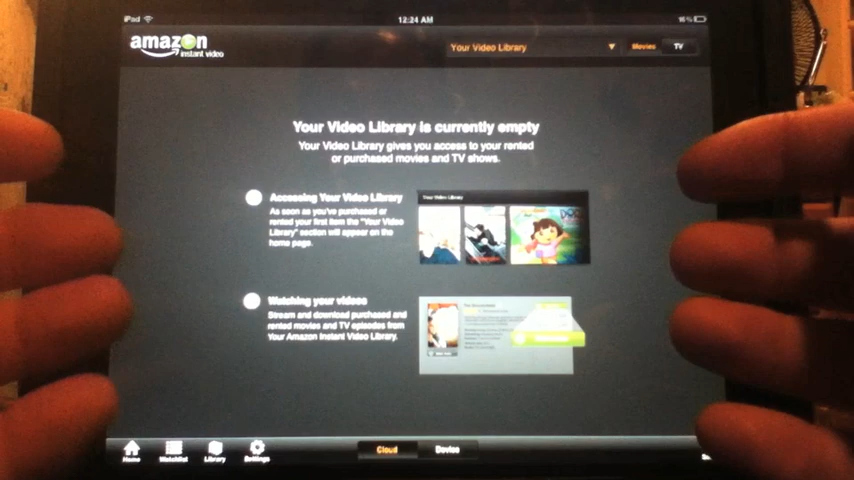 iPad
12:24 AM
amazon
instant video
Your Video Library
Movies
TV
Your Video Library is currently empty
Your Video Library gives you access to your rented
or purchased movies and TV shows.
Accessing Your Video Library
As soon as you've purchased or
rented your first item the "Your Video
Library" section will appear on the
home page.
Your Video Library
Watching your videos
Stream and download purchased and
rented movies and TV episodes from
Your Amazon Instant Video Library.
Home
Watchlist
Library
Settings
Cloud
Device